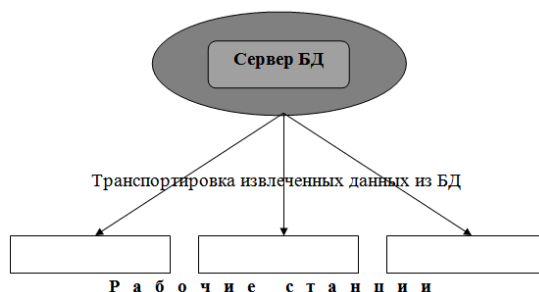 Сервер БД
Транспортировка извлеченных данных из БД
Рабочие станции